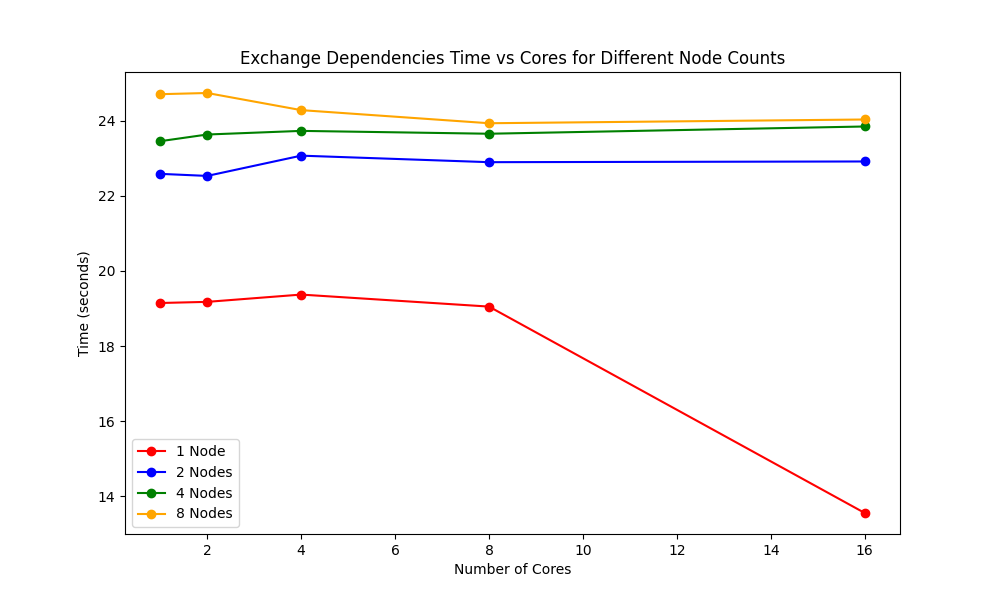 Exchange Dependencies Time vs Cores for Different Node Counts
Time (seconds)
24
22
20
18
16
14
1 Node
2 Nodes
4 Nodes
8 Nodes
2 4 6 8 10 12 14 16
Number of Cores